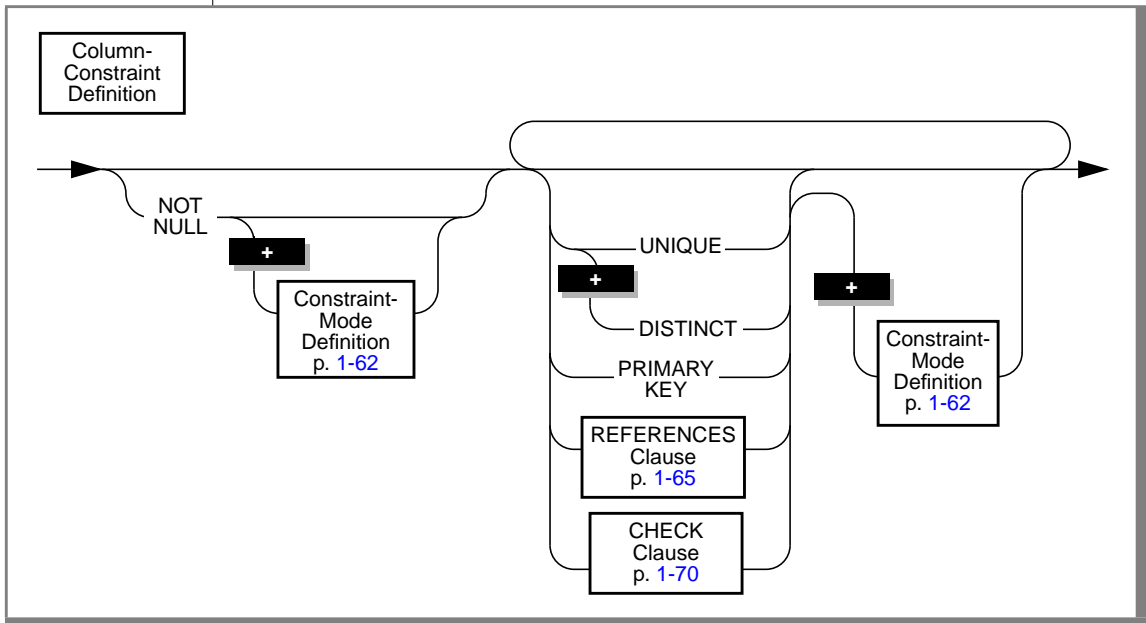 Column-
Constraint
Definition
NOT
NULL
+
Constraint-
Mode
Definition
p. 1-62
UNIQUE
+
DISTINCT
PRIMARY
KEY
REFERENCES
Clause
p. 1-65
CHECK
Clause
p. 1-70
+
Constraint-
Mode
Definition
p. 1-62